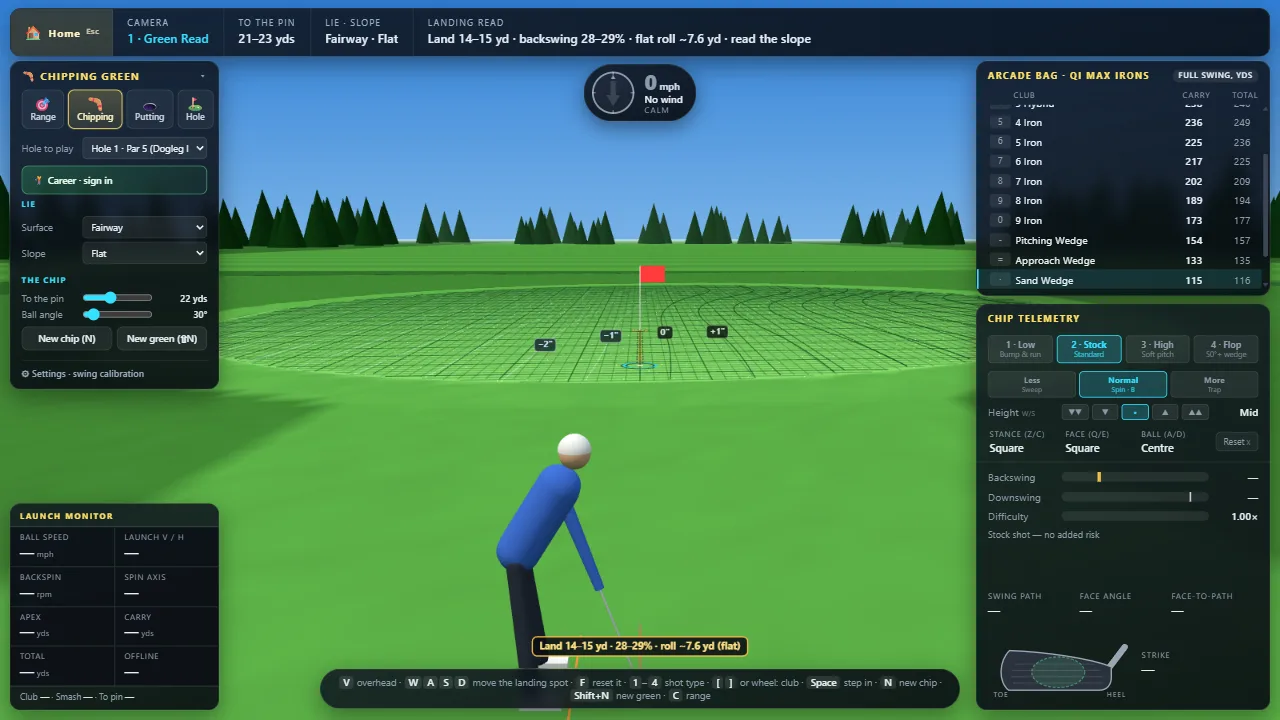 Home Esc
CAMERA
1 · Green Read
TO THE PIN
21–23 yds
LIE · SLOPE
Fairway · Flat
LANDING READ
Land 14–15 yd · backswing 28–29% · flat roll ~7.6 yd · read the slope
CHIPPING GREEN
Range
Chipping
Putting
Hole
Hole to play
Hole 1 · Par 5 (Dogleg
Career · sign in
LIE
Surface
Fairway
Slope
Flat
THE CHIP
To the pin
22 yds
Ball angle
30°
New chip (N)
Settings · swing calibration
0 mph
No wind
CALM
ARCADE BAG · QI MAX IRONS
FULL SWING, YDS
CLUB CARRY TOTAL
5 4 Iron 236 249
6 5 Iron 225 236
7 6 Iron 217 225
8 7 Iron 202 209
9 8 Iron 189 194
0 9 Iron 173 177
- Pitching Wedge 154 157
= Approach Wedge 133 135
· Sand Wedge 115 116
−2"
−1"
0"
+1"
CHIP TELEMETRY
1 · Low
Bump & run
2 · Stock
Standard
3 · High
Soft pitch
4 · Flop
50°+ wedge
Less
Sweep
Normal
Spin · B
More
Trap
Height W/S
Mid
STANCE (Z/C)
Square
FACE (Q/E)
Square
BALL (A/D)
Centre
Reset x
Backswing —
Downswing —
Difficulty 1.00×
Stock shot — no added risk
SWING PATH
—
FACE ANGLE
—
FACE-TO-PATH
—
STRIKE
—
TOE
HEEL
LAUNCH MONITOR
BALL SPEED
— mph
LAUNCH V / H
—
BACKSPIN
— rpm
SPIN AXIS
—
APEX
— yds
CARRY
— yds
TOTAL
— yds
OFFLINE
—
Club — · Smash — · To pin —
Land 14–15 yd · 28–29% · roll ~7.6 yd (flat)
V overhead · W A S D move the landing spot · F reset it · 1 – 4 shot type · [ ] or wheel: club · Space step in · N new chip ·
Shift+N new green · C range